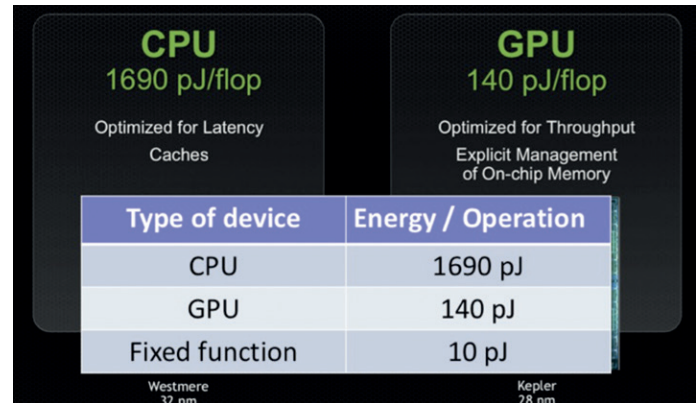 CPU
1690 pJ/flop
Optimized for Latency
Caches
GPU
140 pJ/flop
Optimized for Throughput
Explicit Management
of On-chip Memory
Type of device Energy / Operation
CPU 1690 pJ
GPU 140 pJ
Fixed function 10 pJ
Westmere
32 nm
Kepler
28 nm